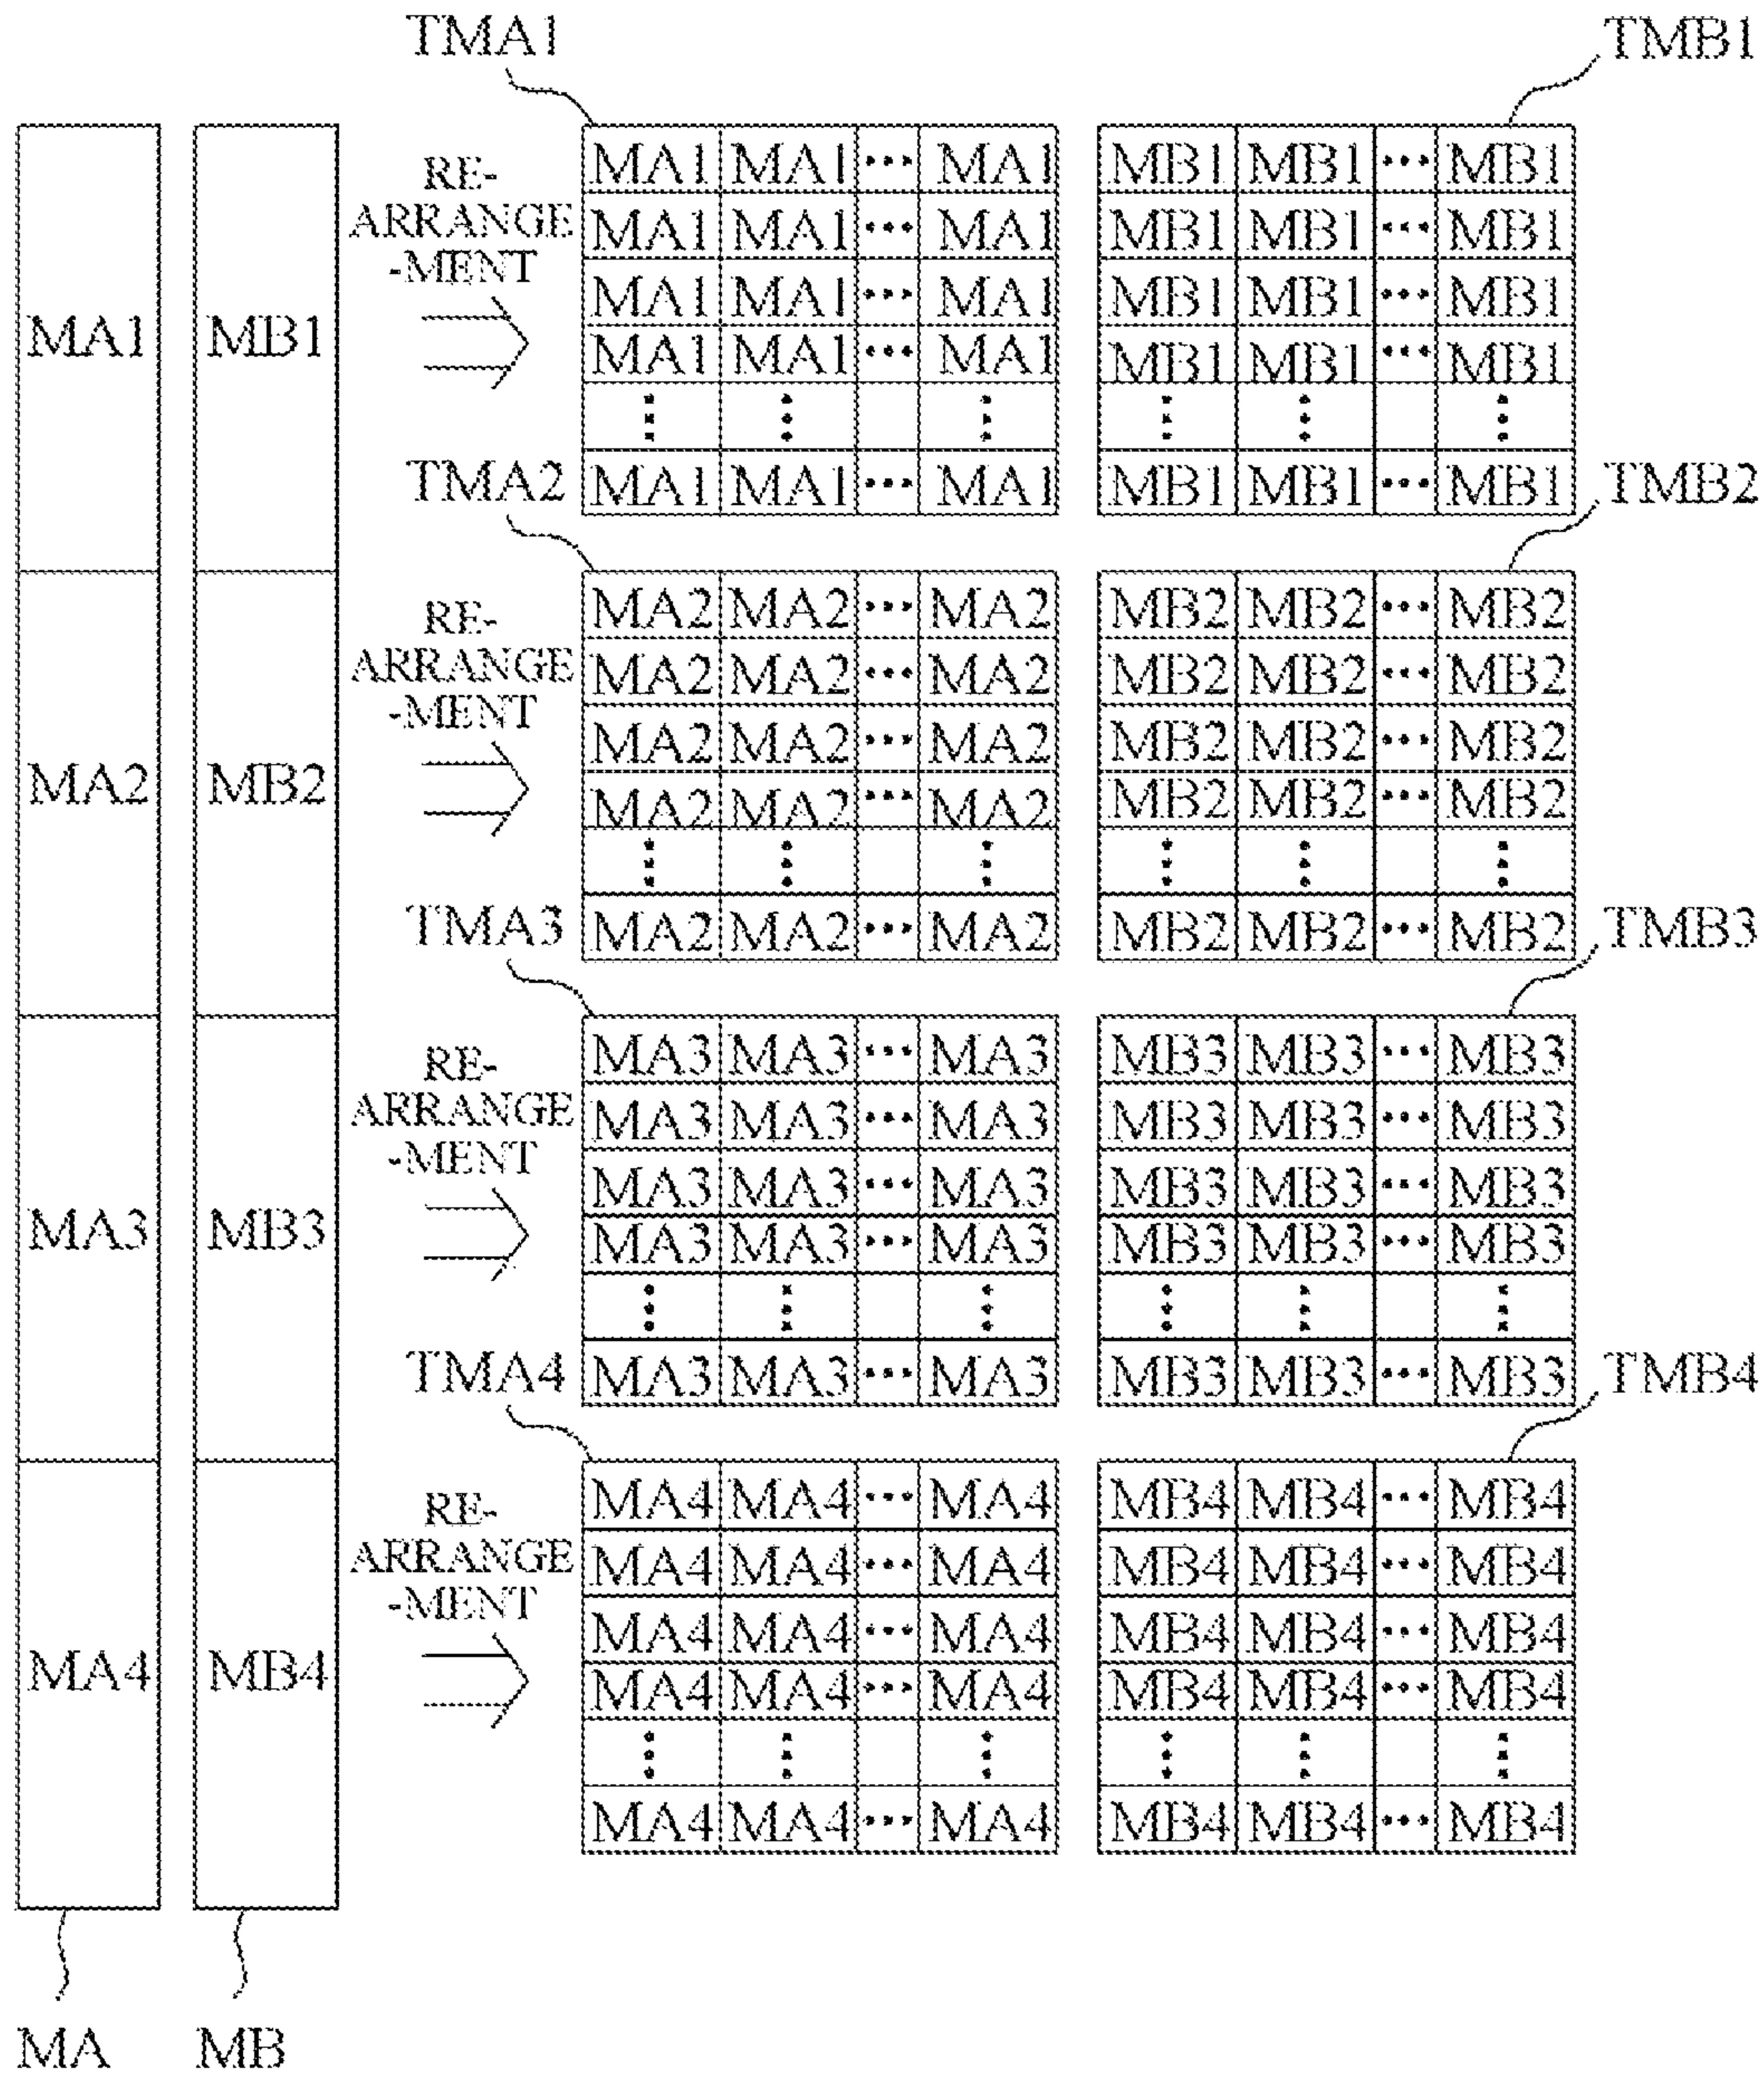 TMA1 TMB1
MA1 MA1 ... MA1 MB1 MB1 ... MB1
RE-
ARRANGE
-MENT
MA1 MA1 ... MA1 MB1 MB1 ... MB1
MA1 MA1 ... MA1 MB1 MB1 ... MB1
MA1 MB1
MA1 MA1 ... MA1 MB1 MB1 ... MB1
TMA2 MA1 MA1 ... MA1 MB1 MB1 ... MB1 TMB2
MA2 MA2 ... MA2 MB2 MB2 ... MB2
RE-
ARRANGE
-MENT
MA2 MA2 ... MA2 MB2 MB2 ... MB2
MA2 MA2 ... MA2 MB2 MB2 ... MB2
MA2 MB2
MA2 MA2 ... MA2 MB2 MB2 ... MB2
TMA3 MA2 MA2 ... MA2 MB2 MB2 ... MB2 TMB3
MA3 MA3 ... MA3 MB3 MB3 ... MB3
RE-
ARRANGE
-MENT
MA3 MA3 ... MA3 MB3 MB3 ... MB3
MA3 MA3 ... MA3 MB3 MB3 ... MB3
MA3 MB3
MA3 MA3 ... MA3 MB3 MB3 ... MB3
TMA4 MA3 MA3 ... MA3 MB3 MB3 ... MB3 TMB4
MA4 MA4 ... MA4 MB4 MB4 ... MB4
RE-
ARRANGE
-MENT
MA4 MA4 ... MA4 MB4 MB4 ... MB4
MA4 MA4 ... MA4 MB4 MB4 ... MB4
MA4 MB4
MA4 MA4 ... MA4 MB4 MB4 ... MB4
MA4 MA4 ... MA4 MB4 MB4 ... MB4
MA MB